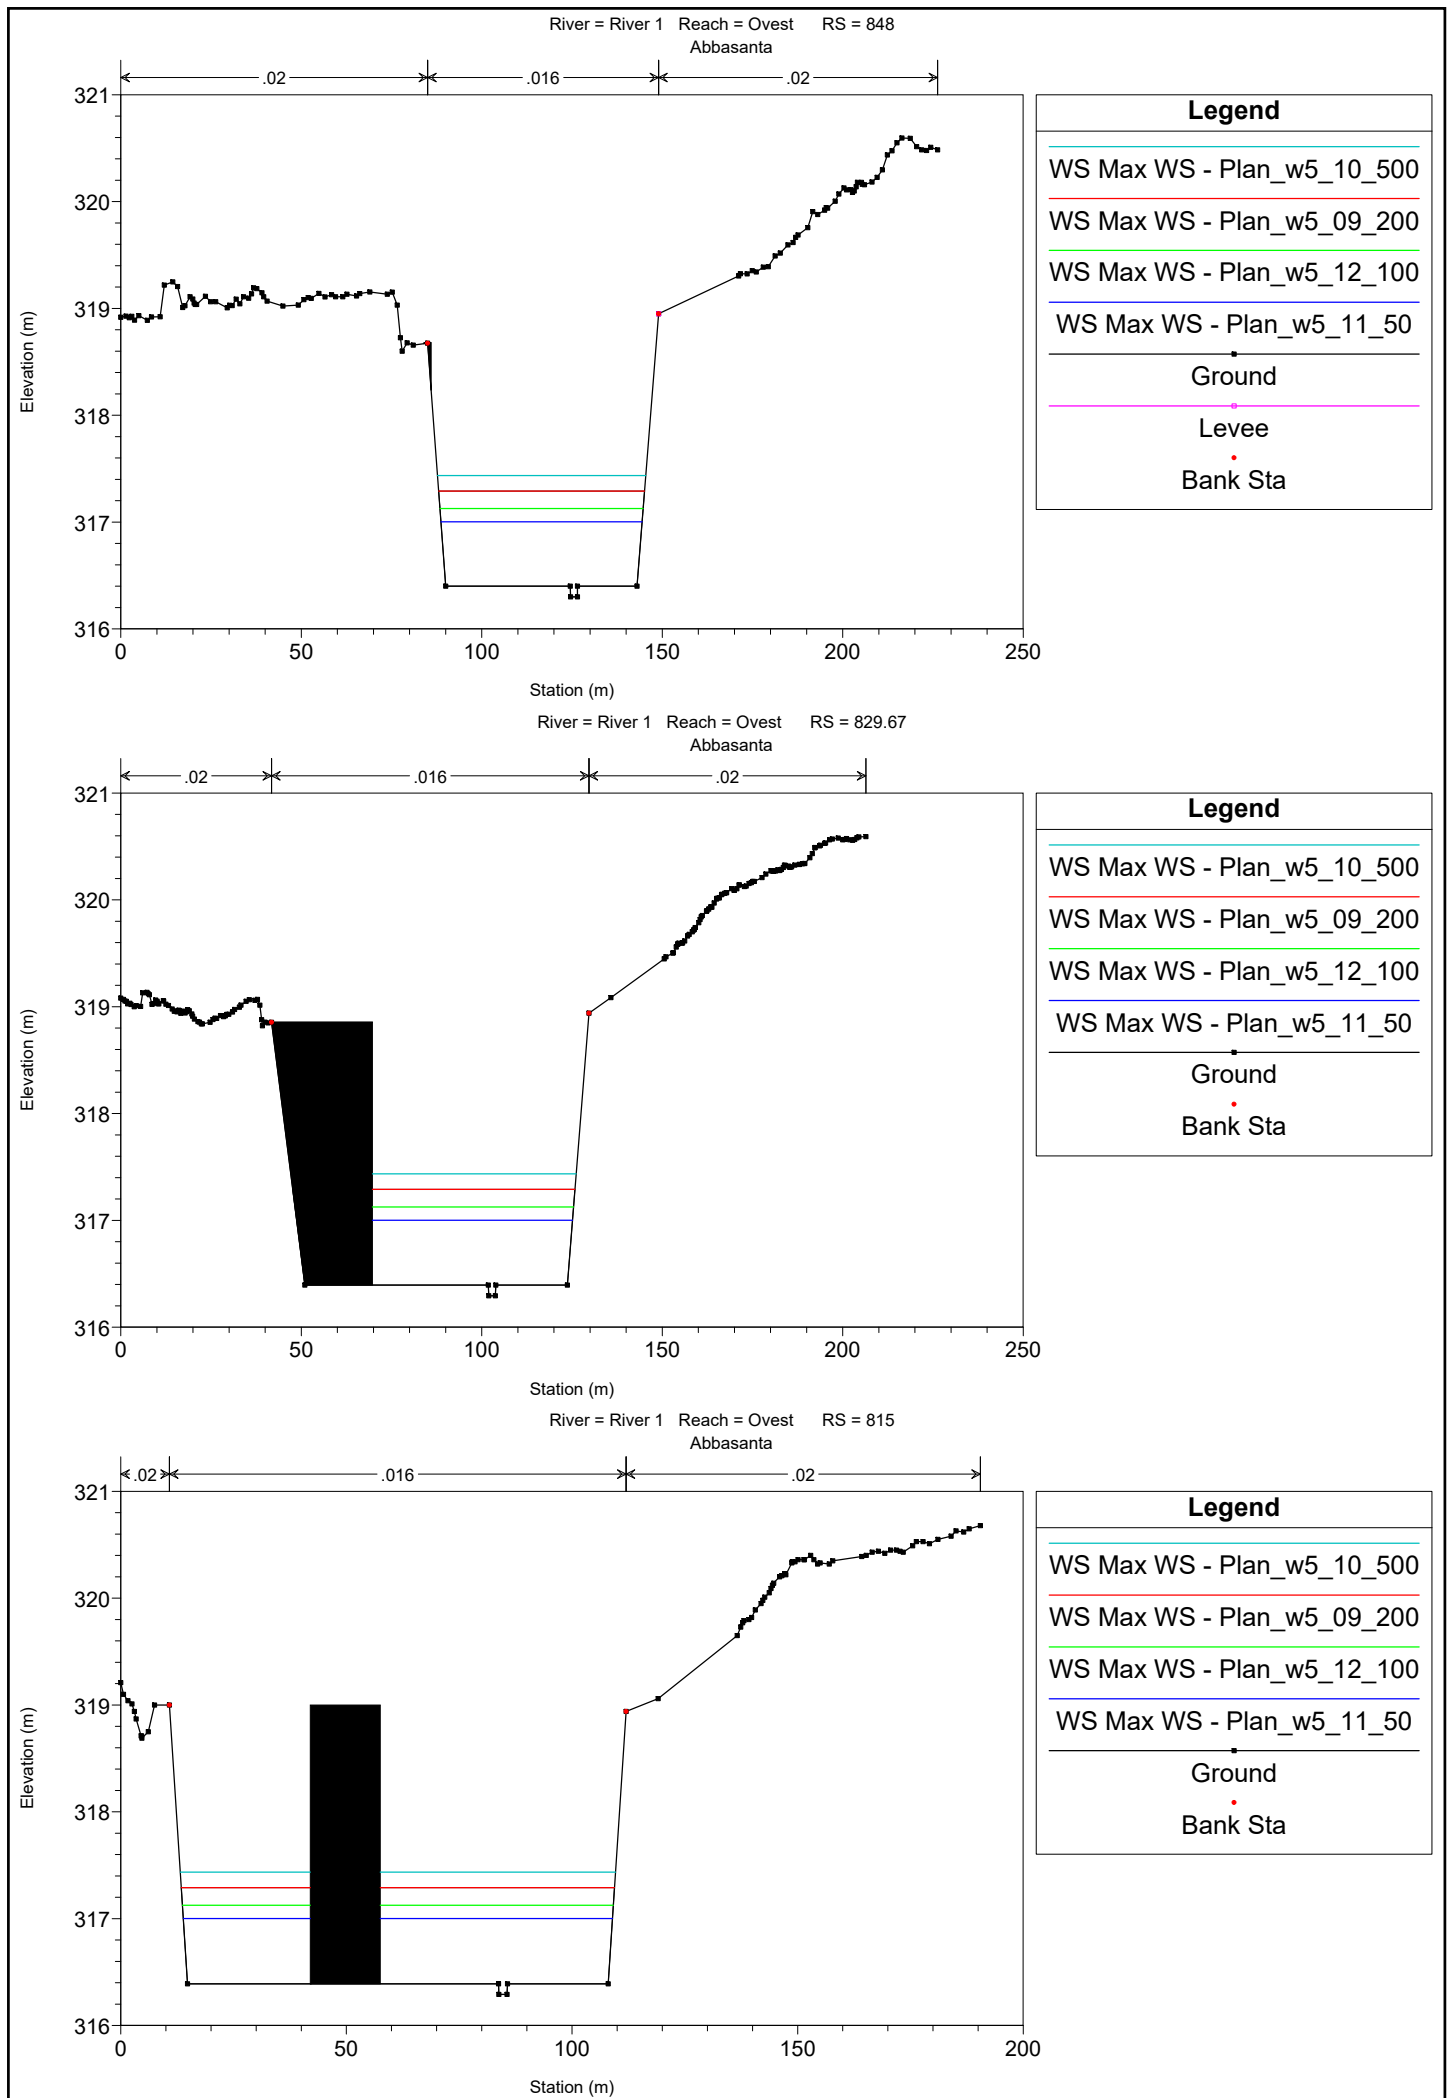 River = River 1 Reach = Ovest RS = 848
Abbasanta
.02 .016 .02
321
320
319
318
317
316
Elevation (m)
0 50 100 150 200 250
Station (m)
Legend
WS Max WS - Plan_w5_10_500
WS Max WS - Plan_w5_09_200
WS Max WS - Plan_w5_12_100
WS Max WS - Plan_w5_11_50
Ground
Levee
Bank Sta
River = River 1 Reach = Ovest RS = 829.67
Abbasanta
.02 .016 .02
321
320
319
318
317
316
Elevation (m)
0 50 100 150 200 250
Station (m)
Legend
WS Max WS - Plan_w5_10_500
WS Max WS - Plan_w5_09_200
WS Max WS - Plan_w5_12_100
WS Max WS - Plan_w5_11_50
Ground
Bank Sta
River = River 1 Reach = Ovest RS = 815
Abbasanta
.02 .016 .02
321
320
319
318
317
316
Elevation (m)
0 50 100 150 200
Station (m)
Legend
WS Max WS - Plan_w5_10_500
WS Max WS - Plan_w5_09_200
WS Max WS - Plan_w5_12_100
WS Max WS - Plan_w5_11_50
Ground
Bank Sta